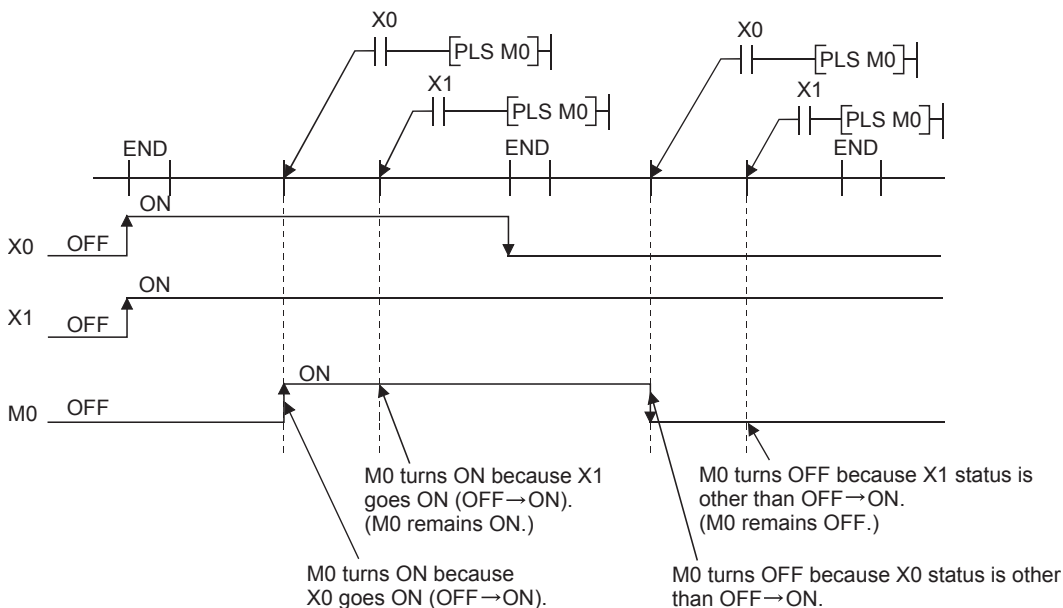 X0
[PLS M0]
X1
[PLS M0]
X0
[PLS M0]
X1
[PLS M0]
END
END
END
ON
X0 OFF
ON
X1 OFF
ON
M0 OFF
M0 turns ON because X1
goes ON (OFF→ON).
(M0 remains ON.)
M0 turns OFF because X1 status is
other than OFF→ON.
(M0 remains OFF.)
M0 turns ON because
X0 goes ON (OFF→ON).
M0 turns OFF because X0 status is other
than OFF→ON.